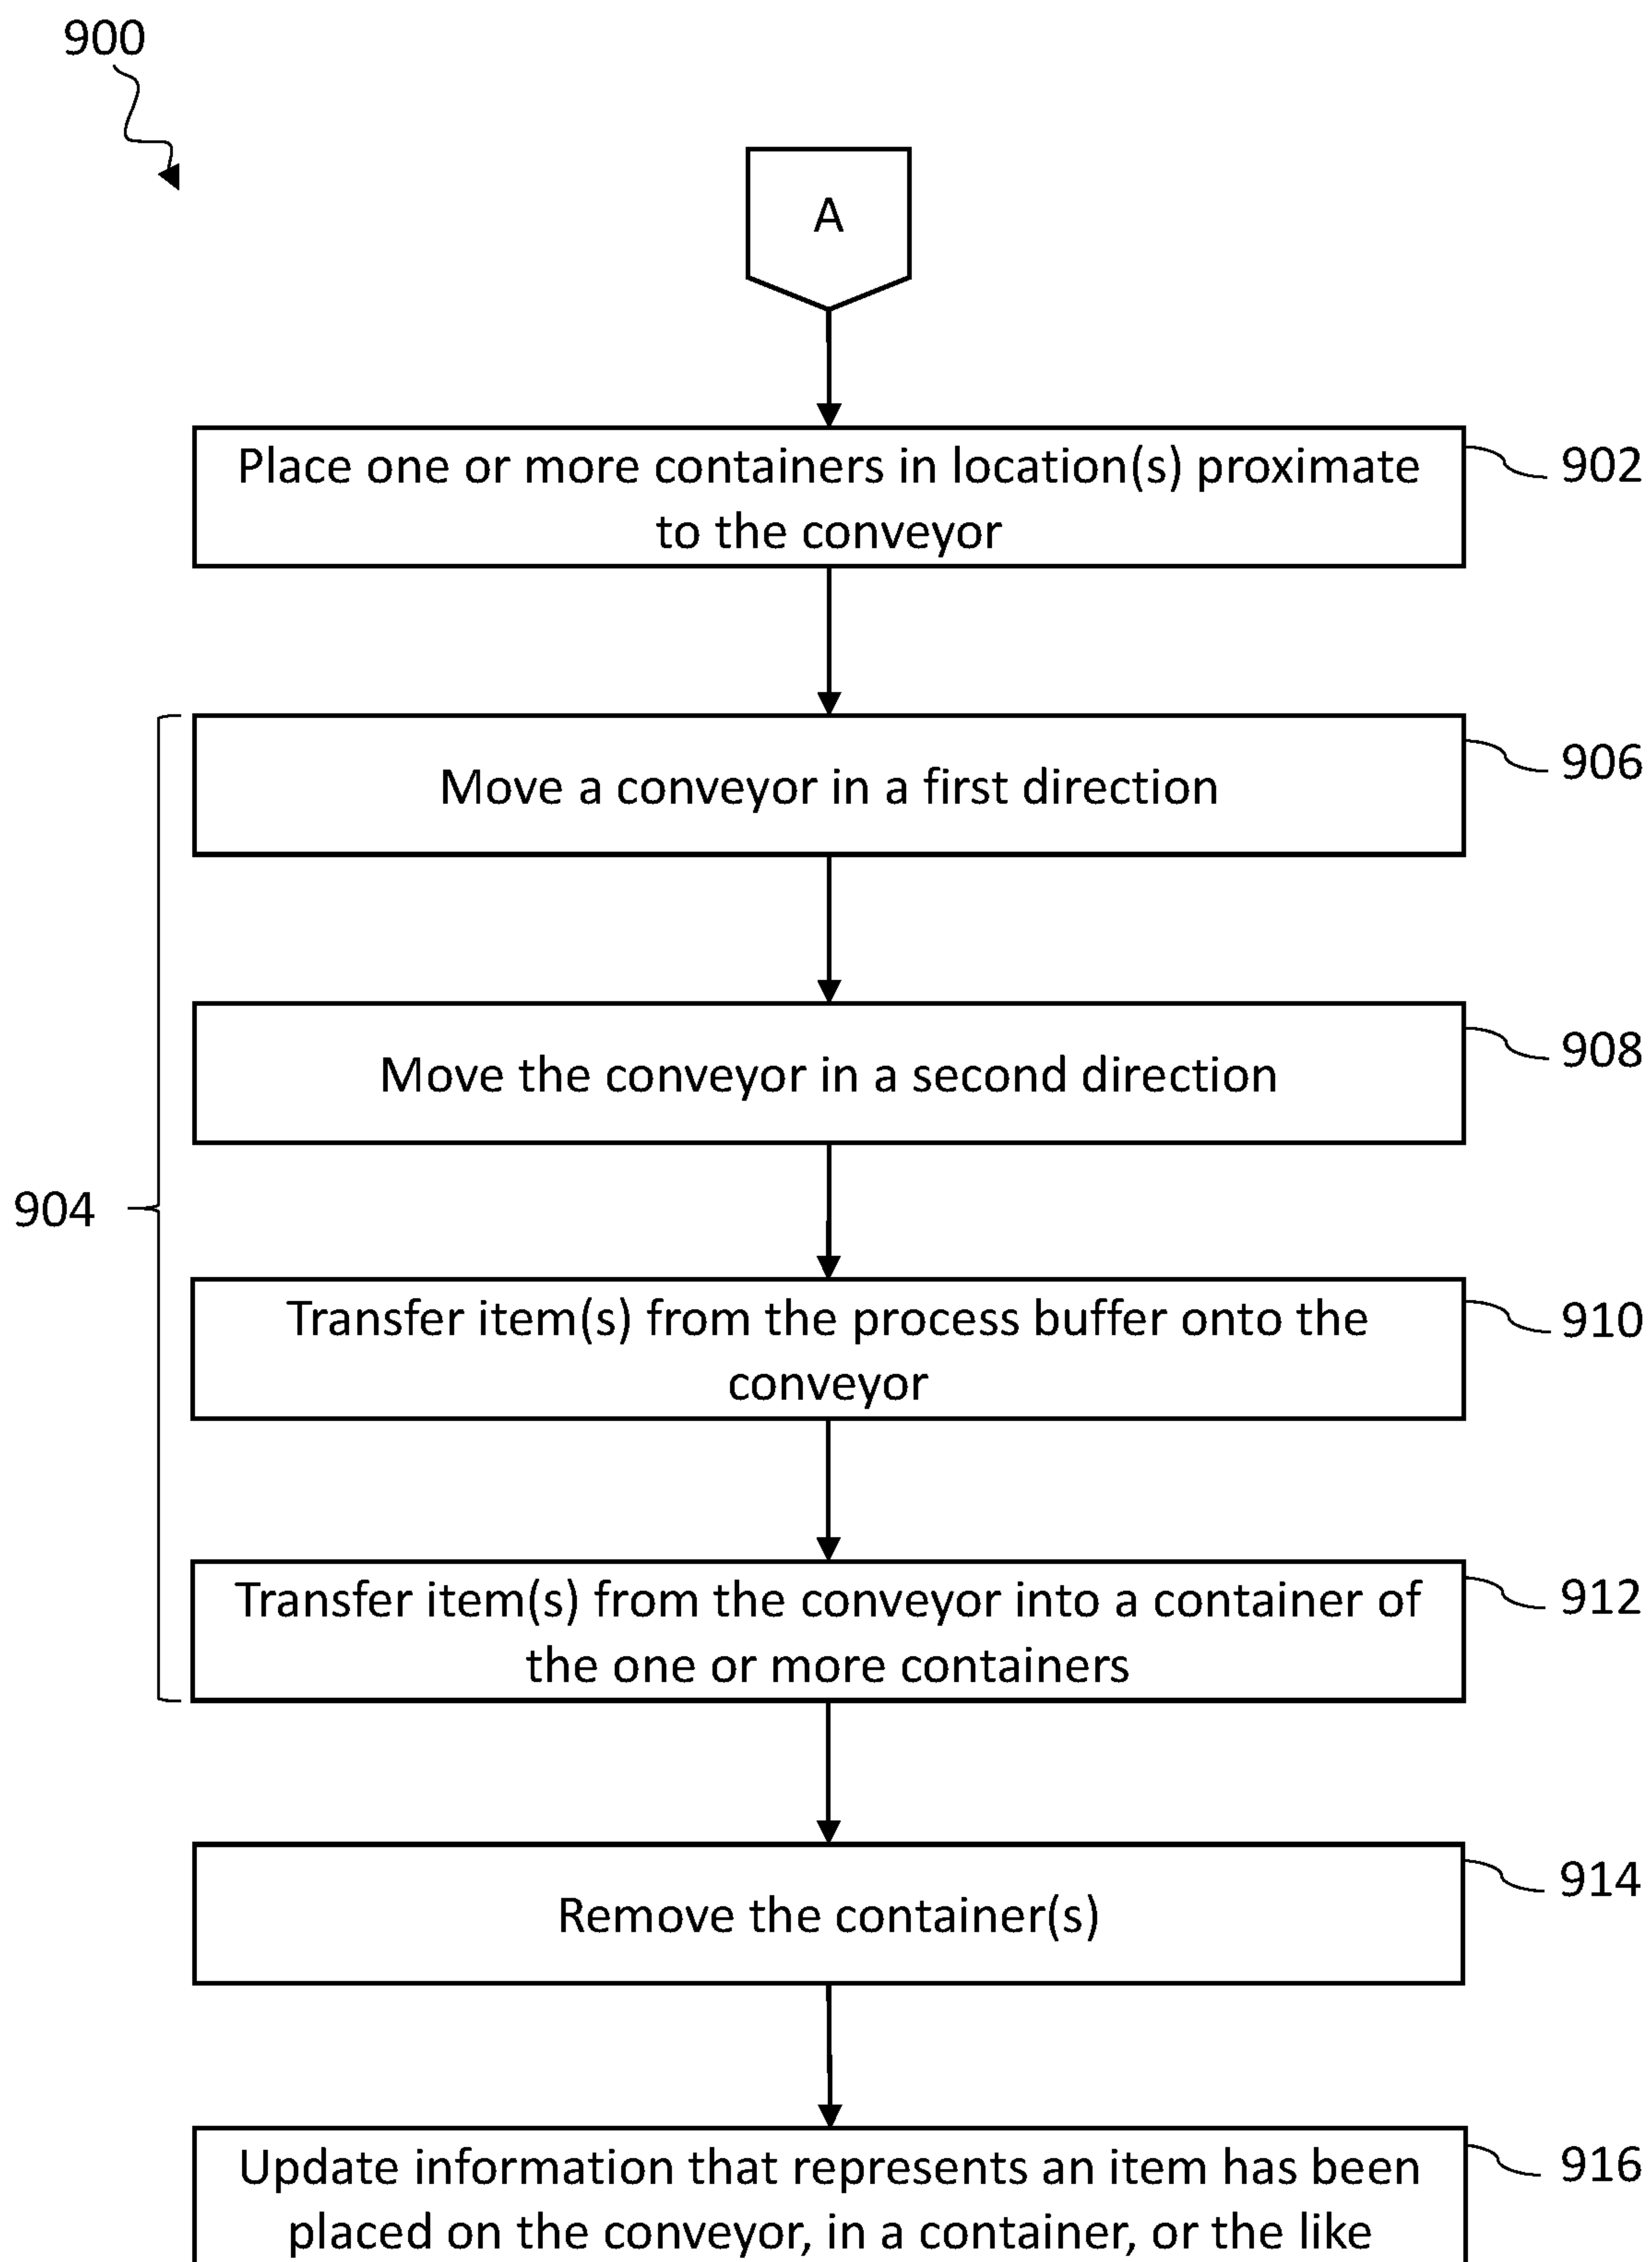 900
A
Place one or more containers in location(s) proximate
to the conveyor
902
Move a conveyor in a first direction
906
Move the conveyor in a second direction
908
904
Transfer item(s) from the process buffer onto the
conveyor
910
Transfer item(s) from the conveyor into a container of
the one or more containers
912
Remove the container(s)
914
Update information that represents an item has been
placed on the conveyor, in a container, or the like
916